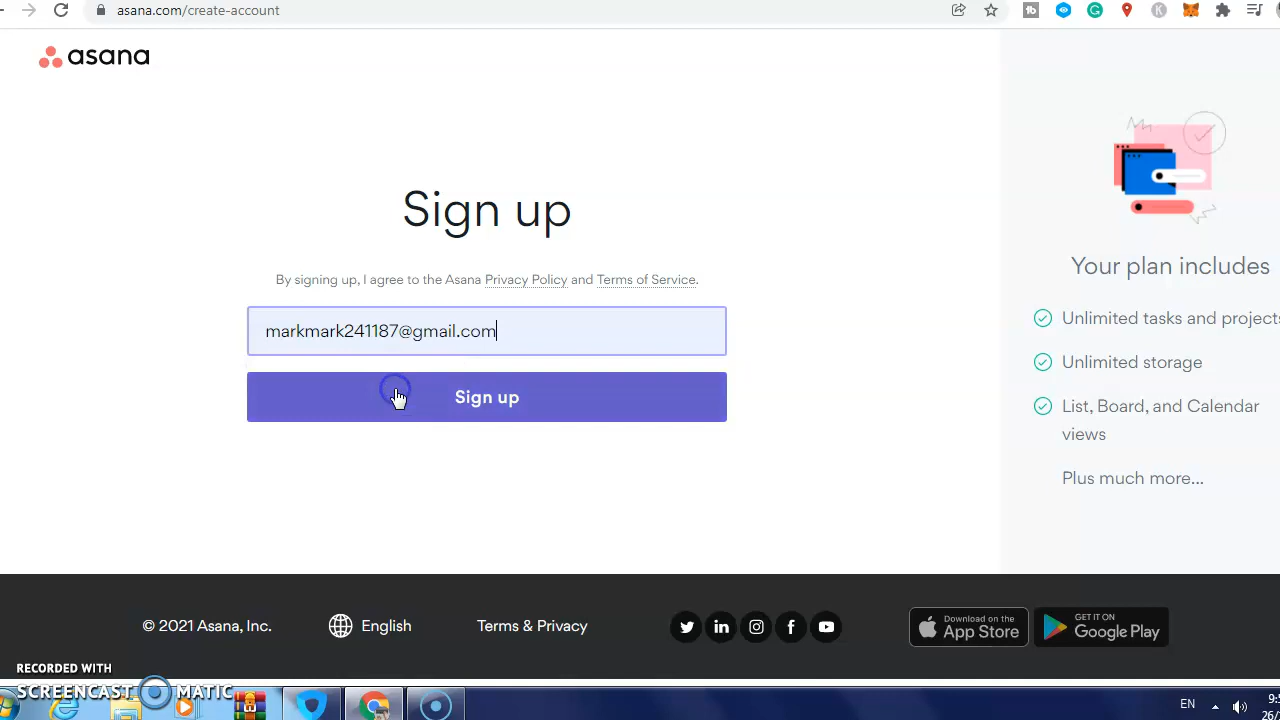 asana.com/create-account
asana
Sign up
By signing up, I agree to the Asana Privacy Policy and Terms of Service.
markmark241187@gmail.com
Sign up
Your plan includes
Unlimited tasks and projects
Unlimited storage
List, Board, and Calendar
views
Plus much more...
© 2021 Asana, Inc.
English
Terms & Privacy
Download on the
App Store
GET IT ON
Google Play
RECORDED WITH
SCREENCAST MATIC
EN